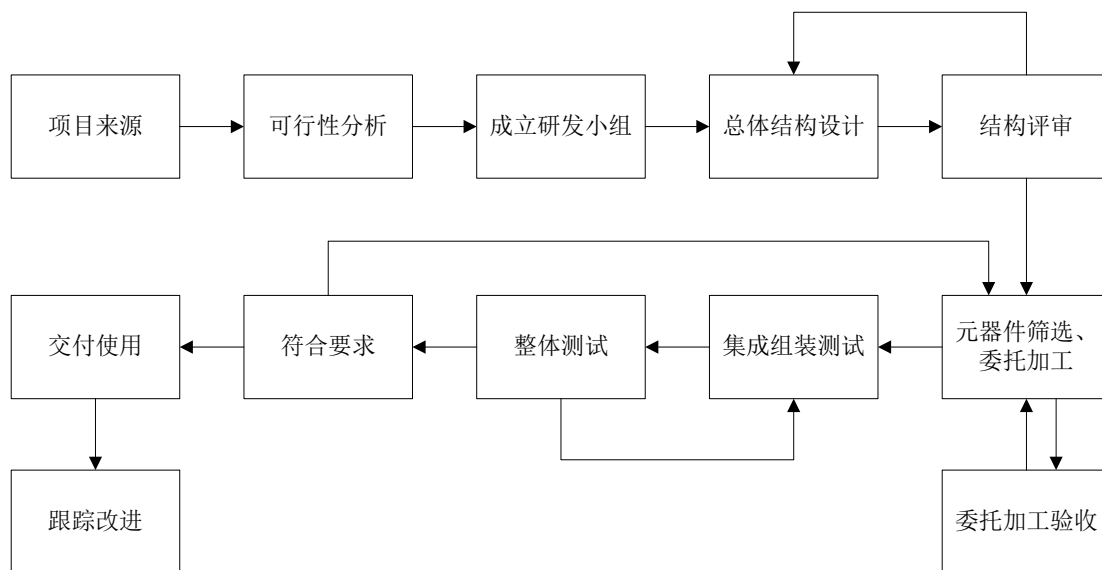 项目来源
可行性分析
成立研发小组
总体结构设计
结构评审
交付使用
符合要求
整体测试
集成组装测试
元器件筛选、
委托加工
跟踪改进
委托加工验收